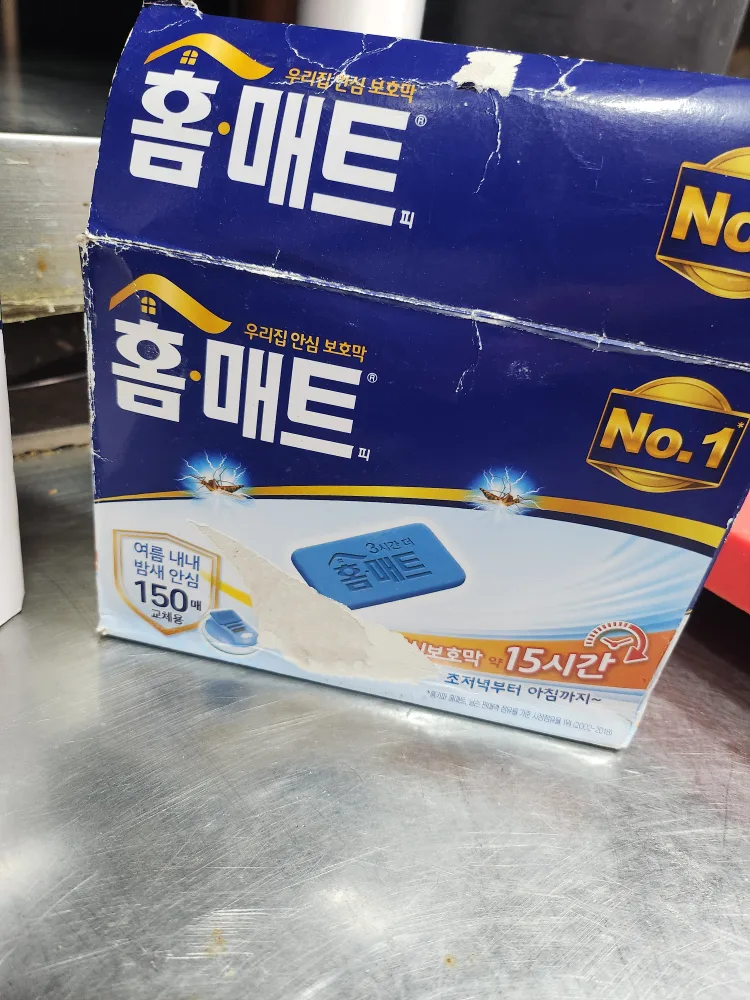 우리집 안심 보호막
홈·매트®
피
No
우리집 안심 보호막
홈·매트®
피
No.1*
3시간 더
홈매트
여름 내내
밤새 안심
150매
교체용
보호막 약 15시간
초저녁부터 아침까지~